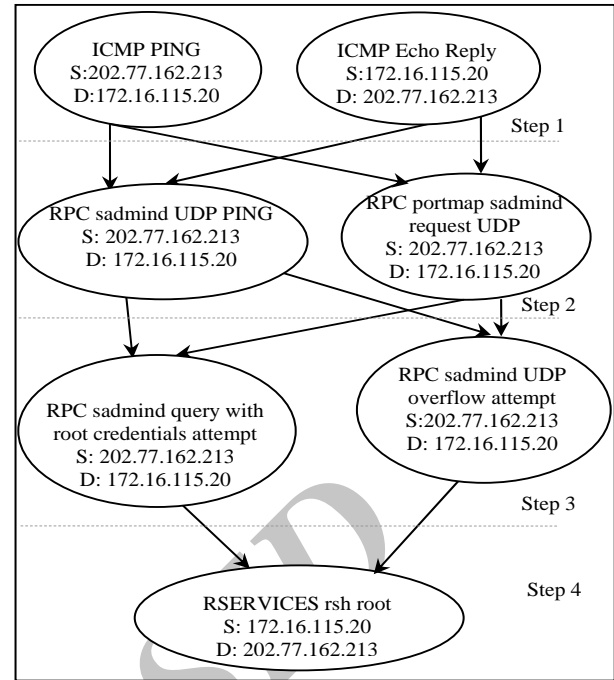 ICMP PING
S:202.77.162.213
D:172.16.115.20
ICMP Echo Reply
S:172.16.115.20
D: 202.77.162.213
Step 1
RPC sadmind UDP PING
S: 202.77.162.213
D: 172.16.115.20
RPC portmap sadmind
request UDP
S: 202.77.162.213
D: 172.16.115.20
Step 2
RPC sadmind query with
root credentials attempt
S: 202.77.162.213
D: 172.16.115.20
RPC sadmind UDP
overflow attempt
S:202.77.162.213
D: 172.16.115.20
Step 3
Step 4
RSERVICES rsh root
S: 172.16.115.20
D: 202.77.162.213